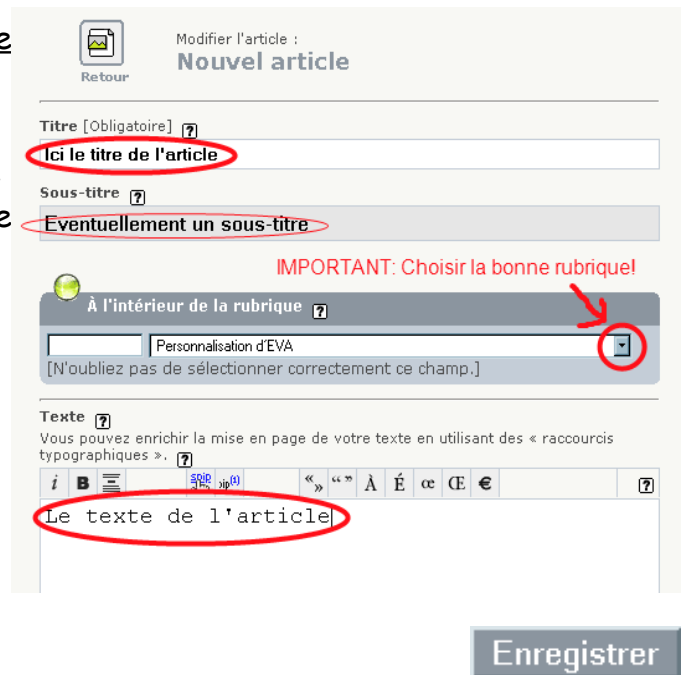 e
Modifier l'article :
Nouvel article
Retour
Titre [Obligatoire] ?
Ici le titre de l'article
Sous-titre ?
e
Eventuellement un sous-titre
IMPORTANT: Choisir la bonne rubrique!
À l'intérieur de la rubrique ?
Personnalisation d'EVA
[N'oubliez pas de sélectionner correctement ce champ.]
Texte ?
Vous pouvez enrichir la mise en page de votre texte en utilisant des « raccourcis
typographiques ». ?
i B « » “ ” À É œ Œ € ?
Le texte de l'article
Enregistrer